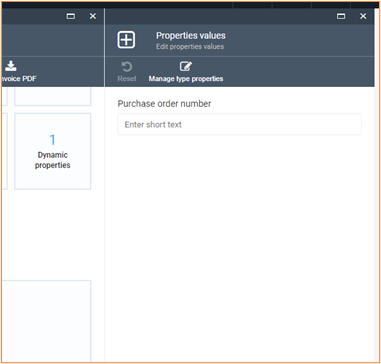 Properties values
Edit properties values
nvoice PDF
Reset
Manage type properties
Purchase order number
Enter short text
1
Dynamic
properties